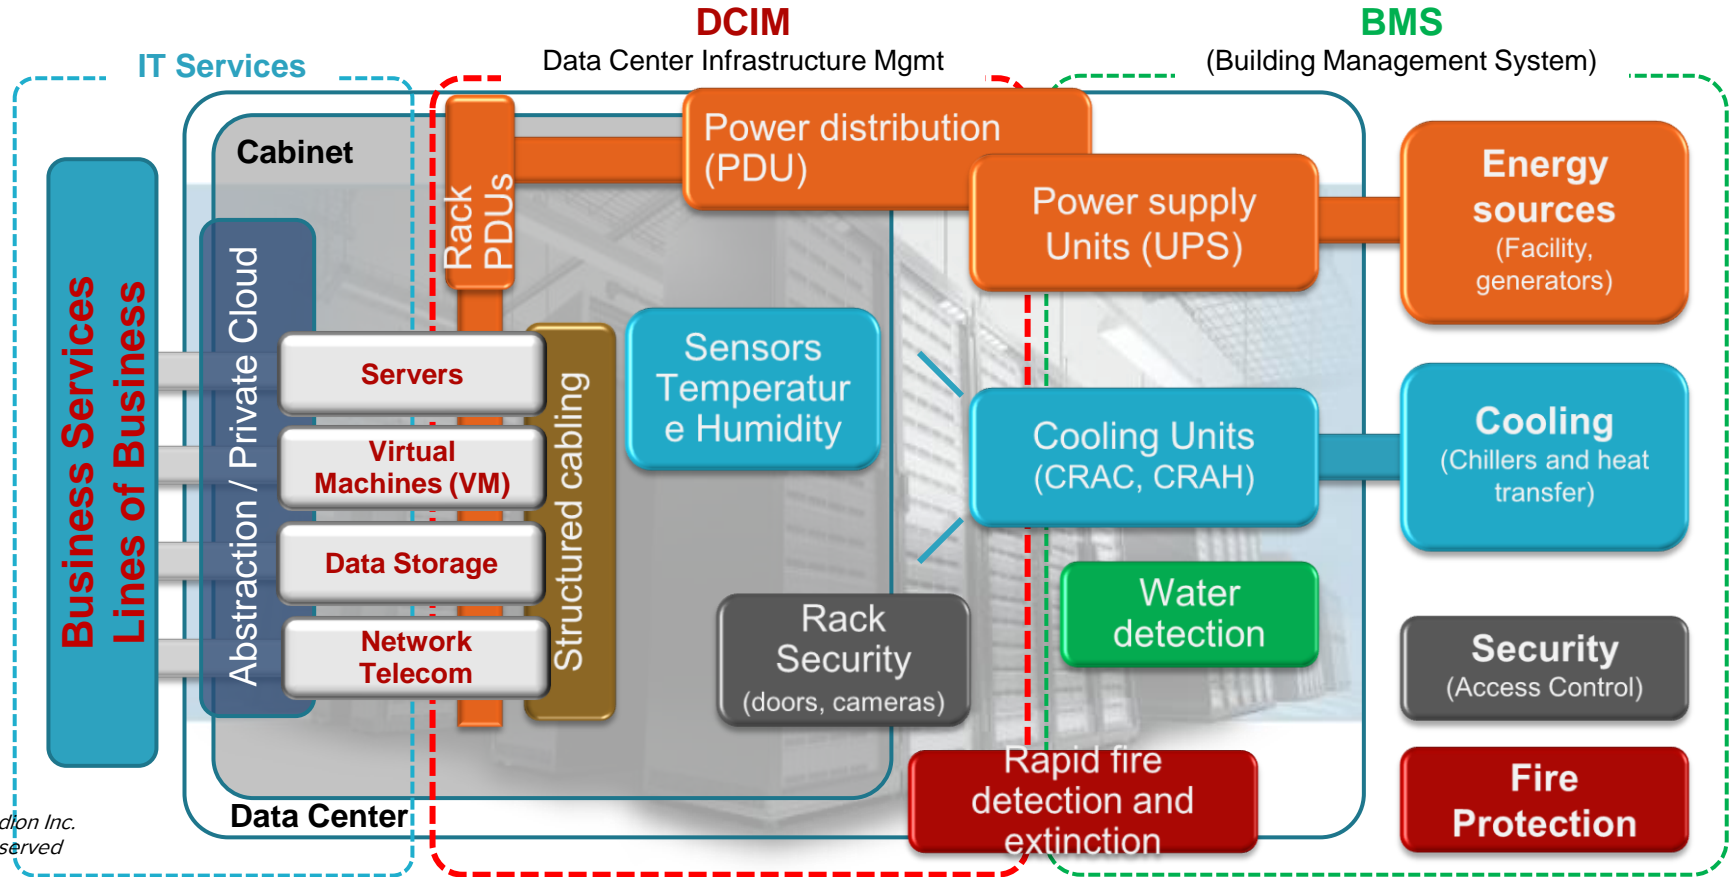 DCIM
Data Center Infrastructure Mgmt
BMS
(Building Management System)
IT Services
Cabinet
Data Center
Business Services
Lines of Business
Abstraction / Private Cloud
Rack
PDUs
Servers
Virtual
Machines (VM)
Data Storage
Network
Telecom
Structured cabling
Power distribution
(PDU)
Power supply
Units (UPS)
Energy
sources
(Facility,
generators)
Sensors
Temperatur
e Humidity
Cooling Units
(CRAC, CRAH)
Cooling
(Chillers and heat
transfer)
Rack
Security
(doors, cameras)
Water
detection
Security
(Access Control)
Rapid fire
detection and
extinction
Fire
Protection
dion Inc.
served